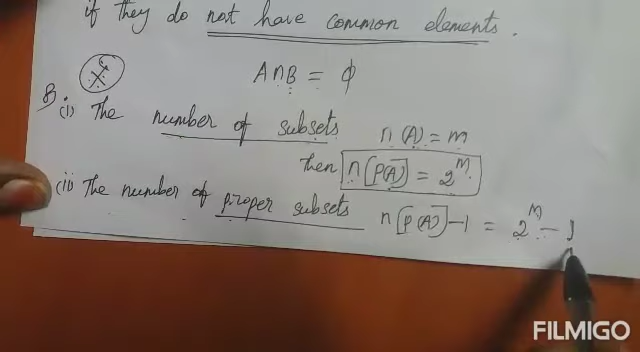 if they do not have common elements.
A∩B = ϕ
8) (i) The number of subsets n(A) = m
then n[P(A)] = 2^m
(ii) The number of proper subsets n[P(A)] - 1 = 2^m - 1
FILMIGO